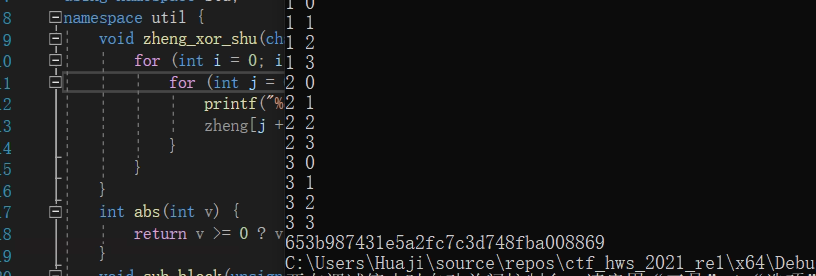 8 namespace util {
9 void zheng_xor_shu(ch
10 for (int i = 0; i
11 for (int j =
12 printf("%
13 zheng[j +
14 }
15 }
16 }
17 int abs(int v) {
18 return v >= 0 ? v
19 }
1 0
1 1
1 2
1 3
2 0
2 1
2 2
2 3
3 0
3 1
3 2
3 3
653b987431e5a2fc7c3d748fba008869
C:\Users\Huaji\source\repos\ctf_hws_2021_re1\x64\Debu